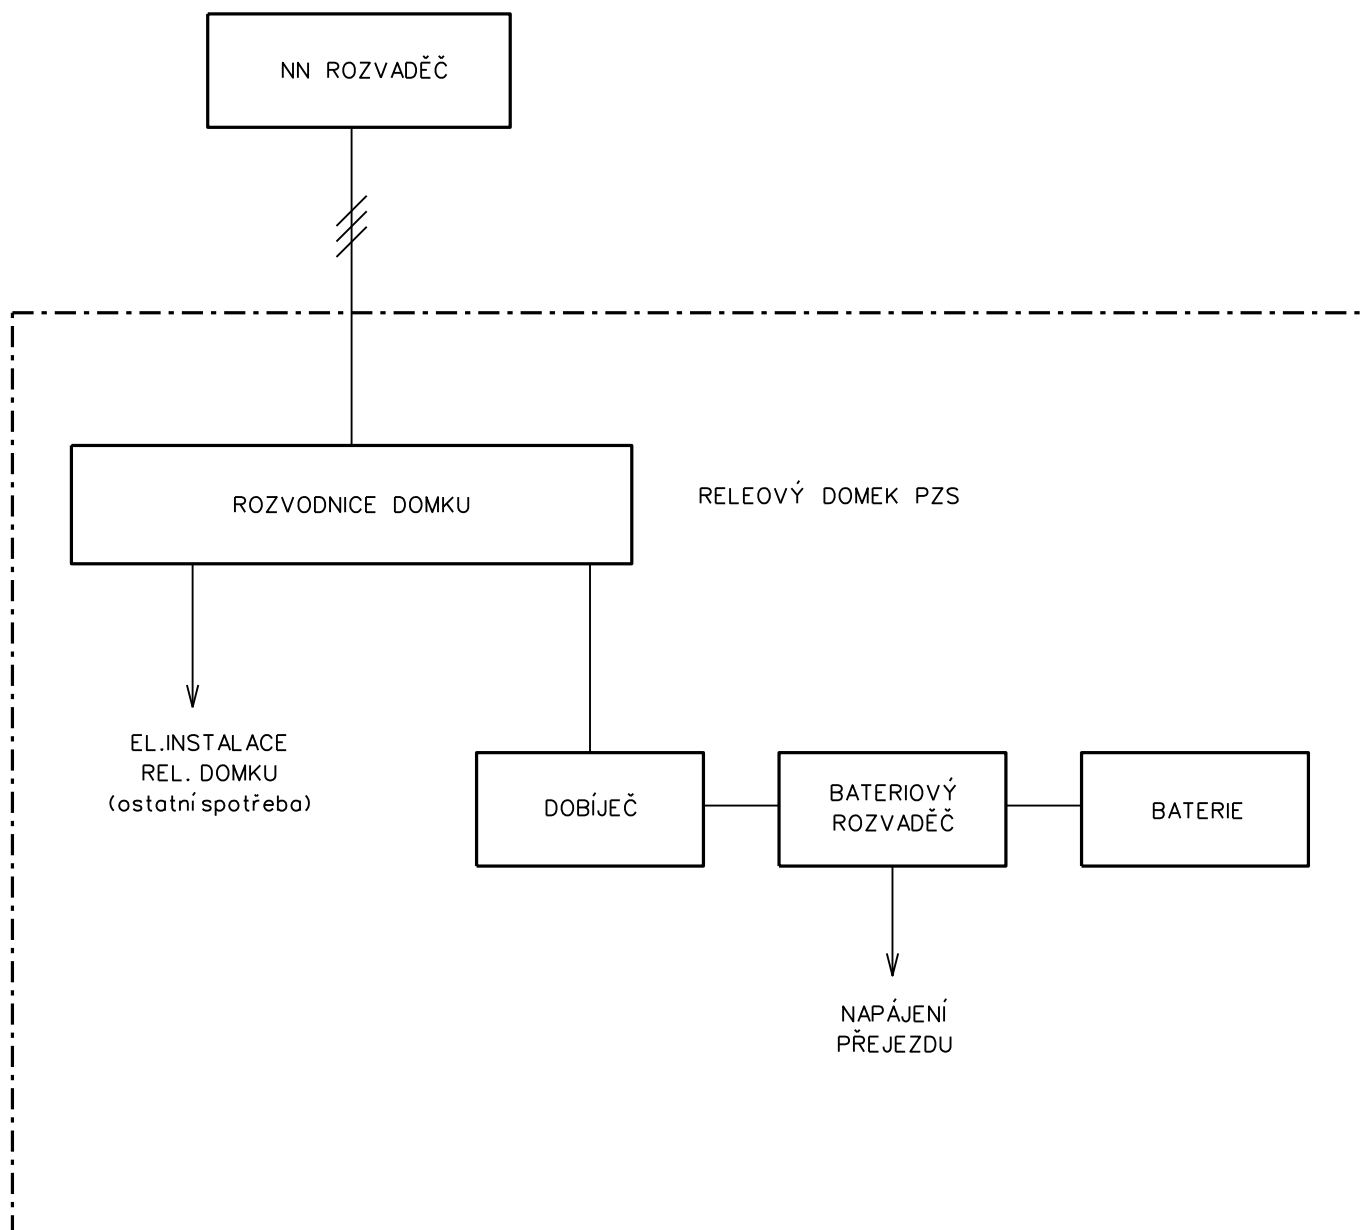 NN ROZVADĚČ
ROZVODNICE DOMKU
RELEOVÝ DOMEK PZS
EL.INSTALACE
REL. DOMKU
(ostatní spotřeba)
DOBÍJEČ
BATERIOVÝ
ROZVADĚČ
BATERIE
NAPÁJENÍ
PŘEJEZDU